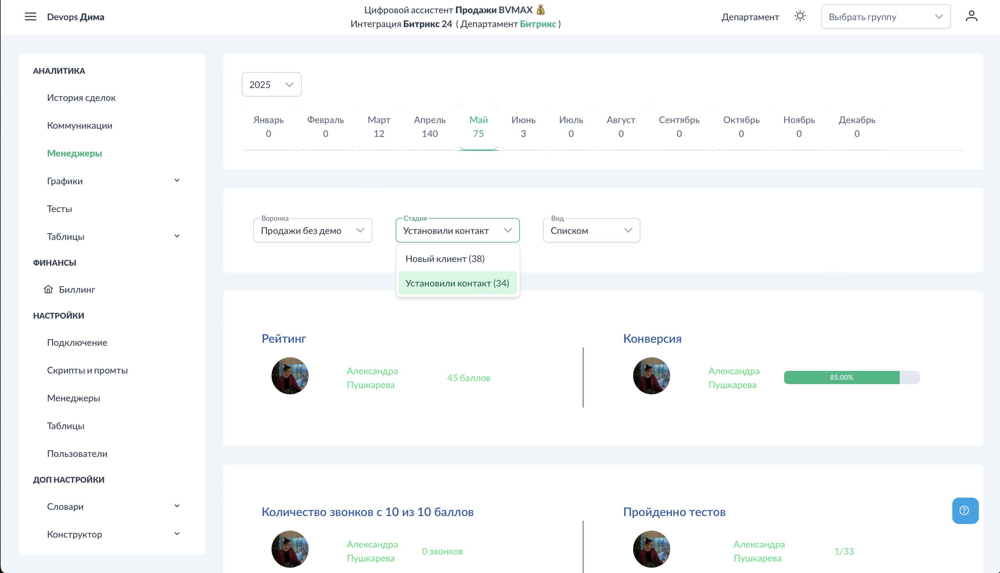 Devops Дима
Цифровой ассистент Продажи BVMAX 💰
Интеграция Битрикс 24 ( Департамент Битрикс )
Департамент
Выбрать группу
АНАЛИТИКА
История сделок
Коммуникации
Менеджеры
Графики
Тесты
Таблицы
ФИНАНСЫ
Биллинг
НАСТРОЙКИ
Подключение
Скрипты и промты
Менеджеры
Таблицы
Пользователи
ДОП НАСТРОЙКИ
Словари
Конструктор
2025
Январь Февраль Март Апрель Май Июнь Июль Август Сентябрь Октябрь Ноябрь Декабрь
0 0 12 140 75 3 0 0 0 0 0 0
Воронка Стадия Вид
Продажи без демо Установили контакт Списком
Новый клиент (38)
Установили контакт (34)
Рейтинг
Александра
Пушкарева
45 баллов
Конверсия
Александра
Пушкарева
85.00%
Количество звонков с 10 из 10 баллов
Александра
Пушкарева
0 звонков
Пройденно тестов
Александра
Пушкарева
1/33